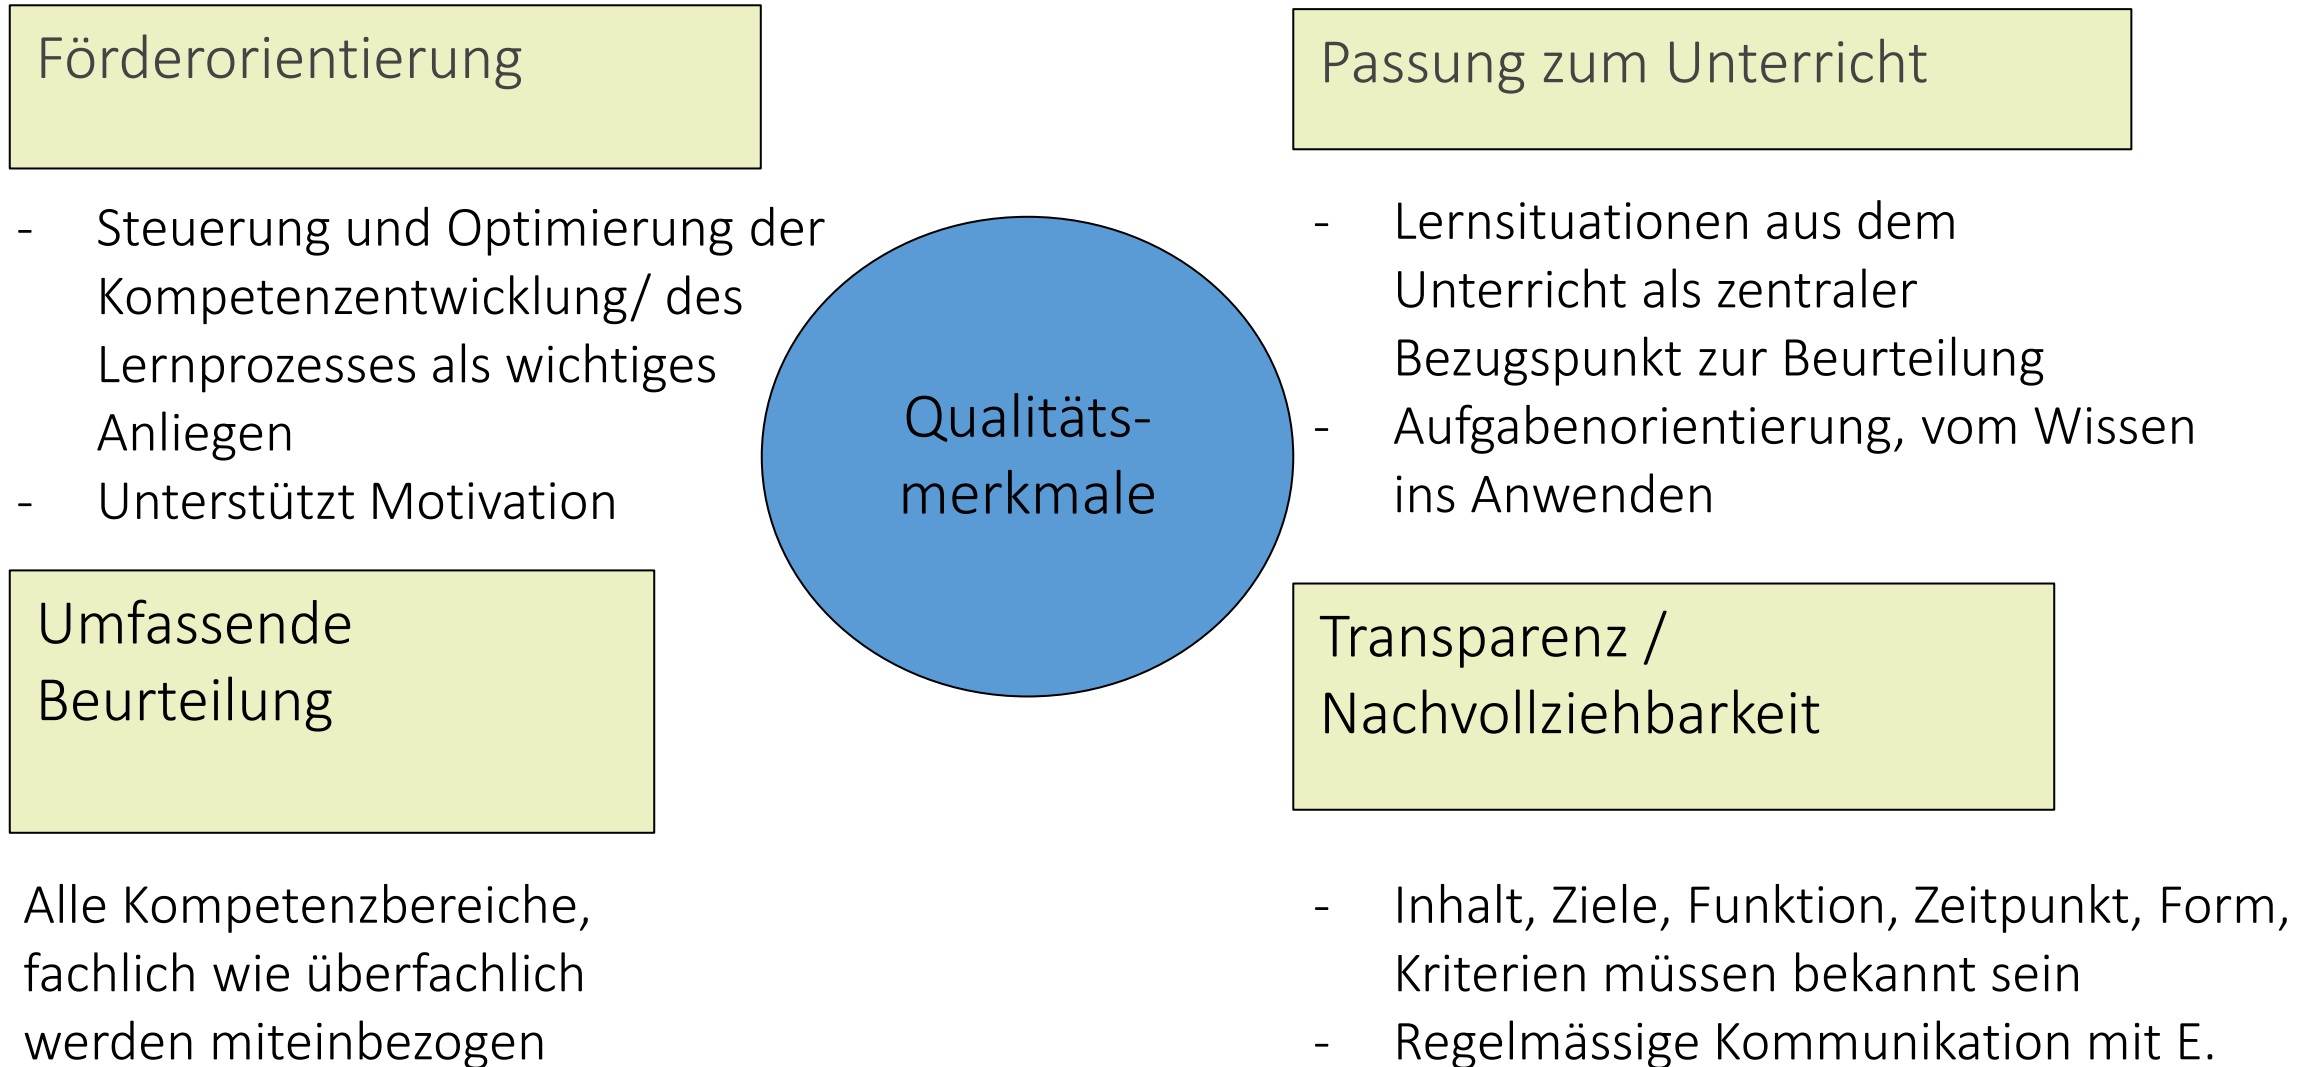 Förderorientierung
- Steuerung und Optimierung der
Kompetenzentwicklung/ des
Lernprozesses als wichtiges
Anliegen
- Unterstützt Motivation
Umfassende
Beurteilung
Alle Kompetenzbereiche,
fachlich wie überfachlich
werden miteinbezogen
Qualitäts-
merkmale
Passung zum Unterricht
- Lernsituationen aus dem
Unterricht als zentraler
Bezugspunkt zur Beurteilung
- Aufgabenorientierung, vom Wissen
ins Anwenden
Transparenz /
Nachvollziehbarkeit
- Inhalt, Ziele, Funktion, Zeitpunkt, Form,
Kriterien müssen bekannt sein
- Regelmässige Kommunikation mit E.